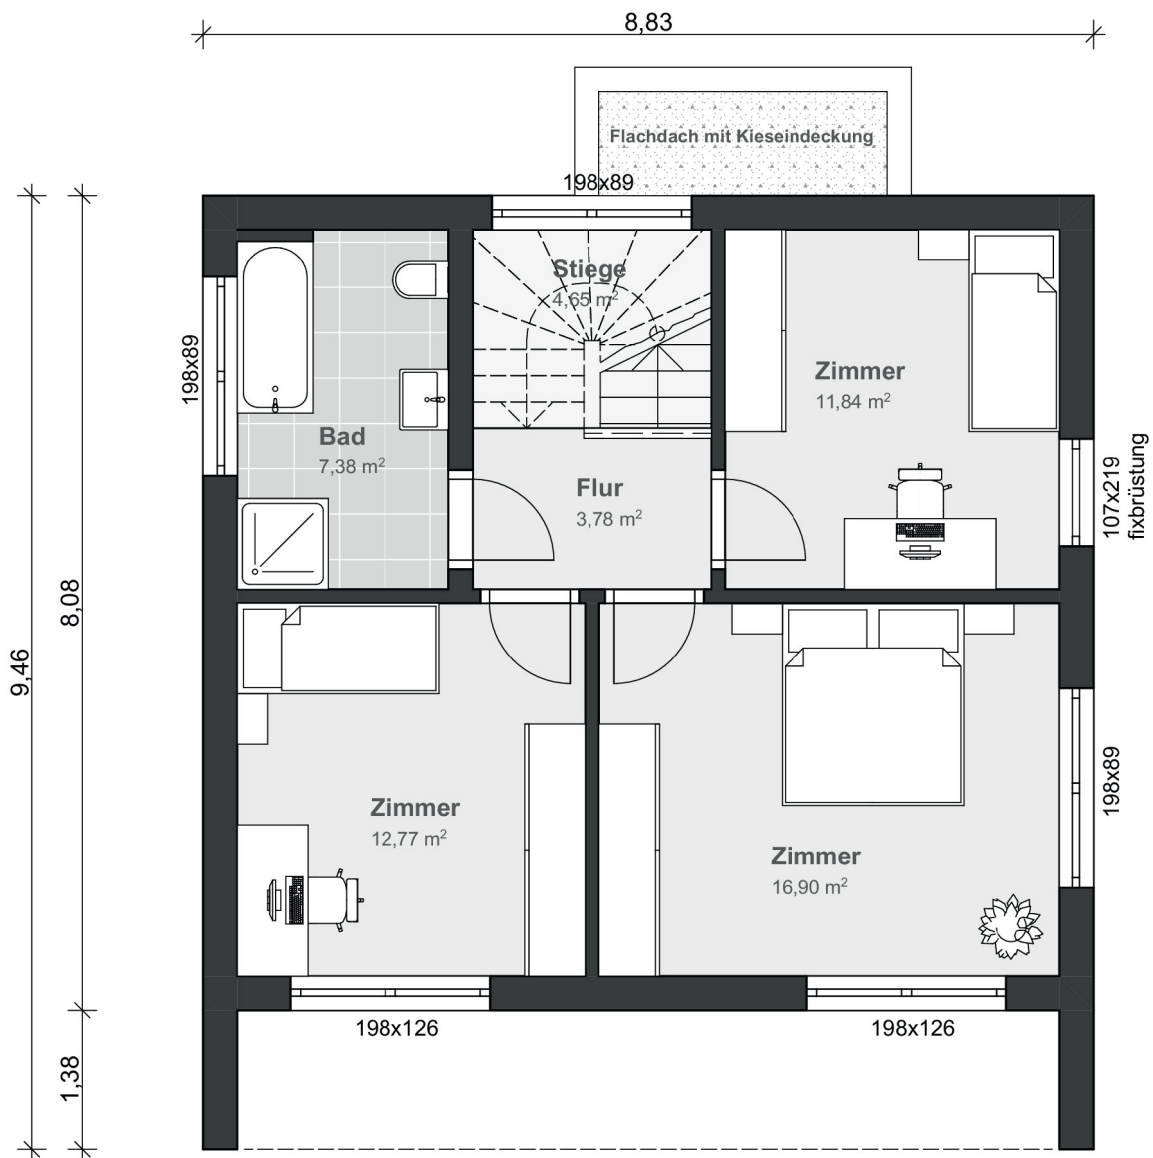 8,83
Flachdach mit Kieseindeckung
198x89
Stiege
4,65 m²
198x89
Zimmer
11,84 m²
Bad
7,38 m²
Flur
3,78 m²
107x219
fixbrüstung
8,08
9,46
Zimmer
12,77 m²
198x89
Zimmer
16,90 m²
198x126
198x126
1,38